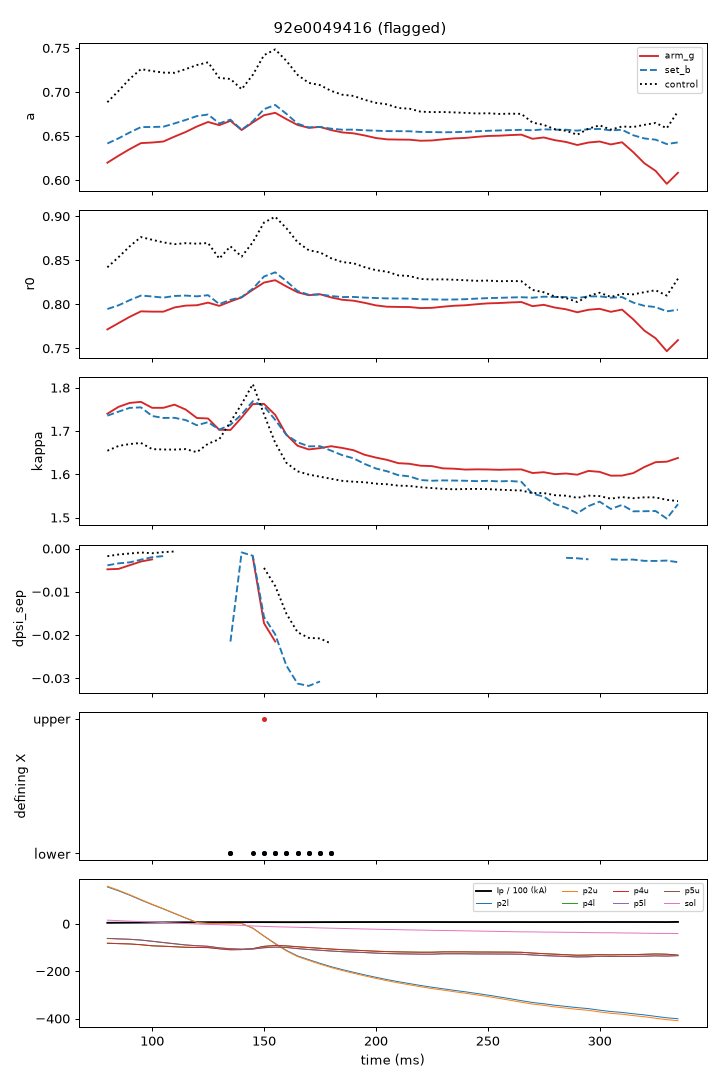 92e0049416 (flagged)
0.75
0.70
0.65
0.60
a
arm_g
set_b
control
0.90
0.85
0.80
0.75
r0
1.8
1.7
1.6
1.5
kappa
0.00
−0.01
−0.02
−0.03
dpsi_sep
upper
lower
defining X
0
−200
−400
Ip / 100 (kA) p2u p4u p5u
p2l p4l p5l sol
100 150 200 250 300
time (ms)